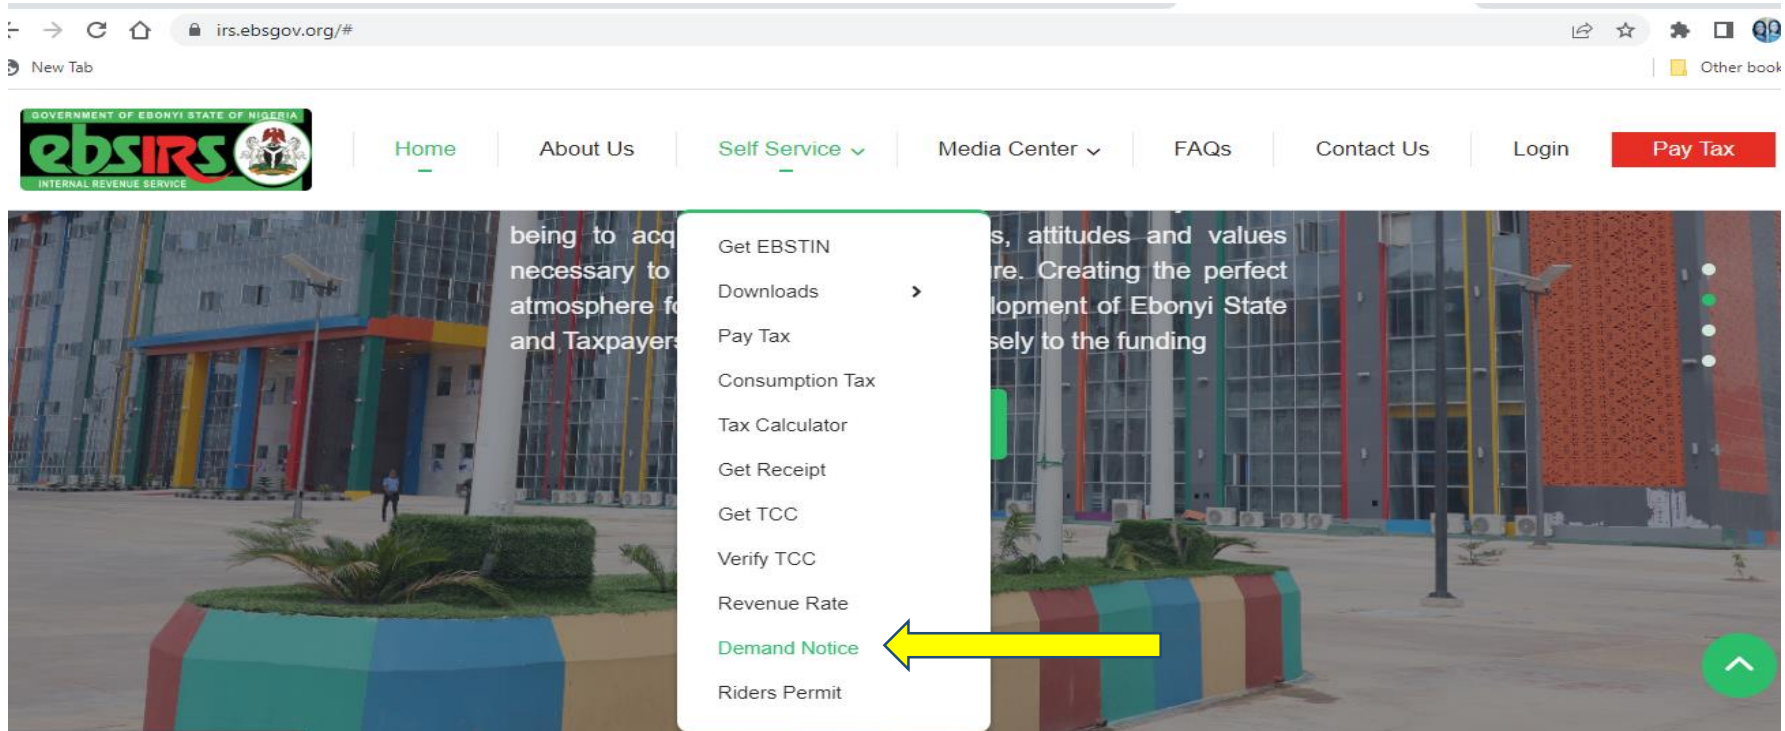 irs.ebsgov.org/#
New Tab
Other book
GOVERNMENT OF EBONYI STATE OF NIGERIA
ebsIRS
INTERNAL REVENUE SERVICE
Home About Us Self Service Media Center FAQs Contact Us Login Pay Tax
being to acq s, attitudes and values
necessary to re. Creating the perfect
atmosphere fo lopment of Ebonyi State
and Taxpayers sely to the funding
Get EBSTIN
Downloads
Pay Tax
Consumption Tax
Tax Calculator
Get Receipt
Get TCC
Verify TCC
Revenue Rate
Demand Notice
Riders Permit